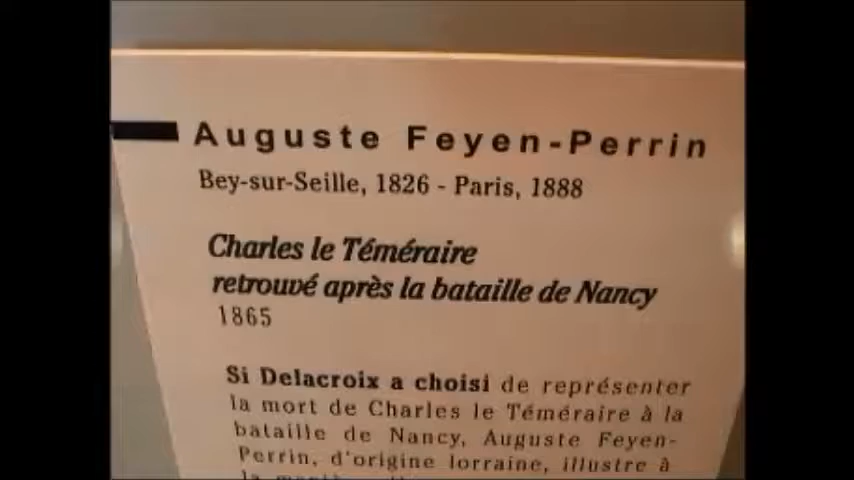 Auguste Feyen-Perrin
Bey-sur-Seille, 1826 - Paris, 1888
Charles le Téméraire
retrouvé après la bataille de Nancy
1865
Si Delacroix a choisi de représenter
la mort de Charles le Téméraire à la
bataille de Nancy, Auguste Feyen-
Perrin, d'origine lorraine, illustre à
la